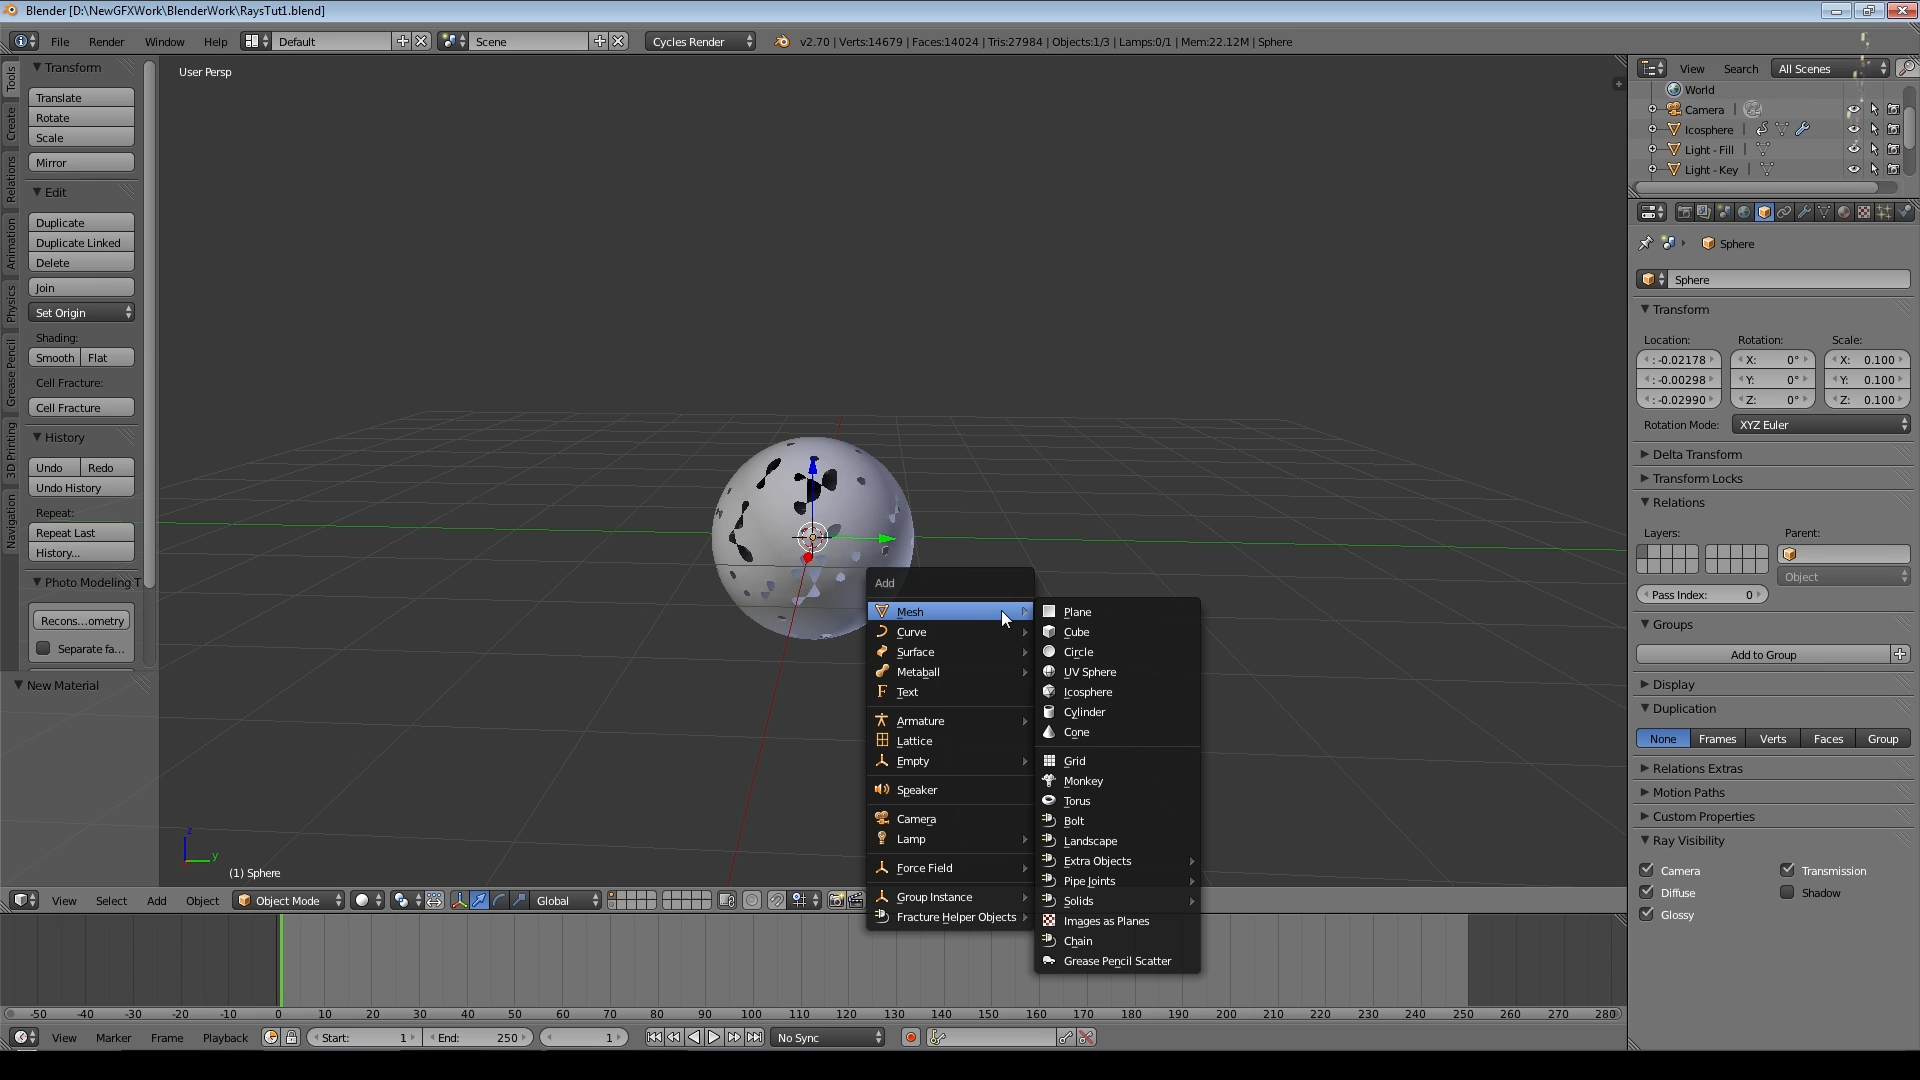 Blender [D:\NewGFXWork\BlenderWork\RaysTut1.blend]
File Render Window Help Default Scene Cycles Render v2.70 | Verts:14679 | Faces:14024 | Tris:27984 | Objects:1/3 | Lamps:0/1 | Mem:22.12M | Sphere
Tools
Create
Relations
Animation
Physics
Grease Pencil
3D Printing
Navigation
Transform
Translate
Rotate
Scale
Mirror
Edit
Duplicate
Duplicate Linked
Delete
Join
Set Origin
Shading:
Smooth Flat
Cell Fracture:
Cell Fracture
History
Undo Redo
Undo History
Repeat:
Repeat Last
History...
Photo Modeling T
Recons...ometry
Separate fa...
New Material
User Persp
z
y
(1) Sphere
Add
Mesh
Curve
Surface
Metaball
Text
Armature
Lattice
Empty
Speaker
Camera
Lamp
Force Field
Group Instance
Fracture Helper Objects
Plane
Cube
Circle
UV Sphere
Icosphere
Cylinder
Cone
Grid
Monkey
Torus
Bolt
Landscape
Extra Objects
Pipe Joints
Solids
Images as Planes
Chain
Grease Pencil Scatter
View Select Add Object Object Mode Global
-50 -40 -30 -20 -10 0 10 20 30 40 50 60 70 80 90 100 110 120 130 140 150 160 170 180 190 200 210 220 230 240 250 260 270 280
View Marker Frame Playback Start: 1 End: 250 1 No Sync
View Search All Scenes
World
Camera
Icosphere
Light - Fill
Light - Key
Sphere
Sphere
Transform
Location: Rotation: Scale:
: -0.02178 X: 0° X: 0.100
: -0.00298 Y: 0° Y: 0.100
: -0.02990 Z: 0° Z: 0.100
Rotation Mode: XYZ Euler
Delta Transform
Transform Locks
Relations
Layers: Parent:
Object
Pass Index: 0
Groups
Add to Group
Display
Duplication
None Frames Verts Faces Group
Relations Extras
Motion Paths
Custom Properties
Ray Visibility
Camera Transmission
Diffuse Shadow
Glossy